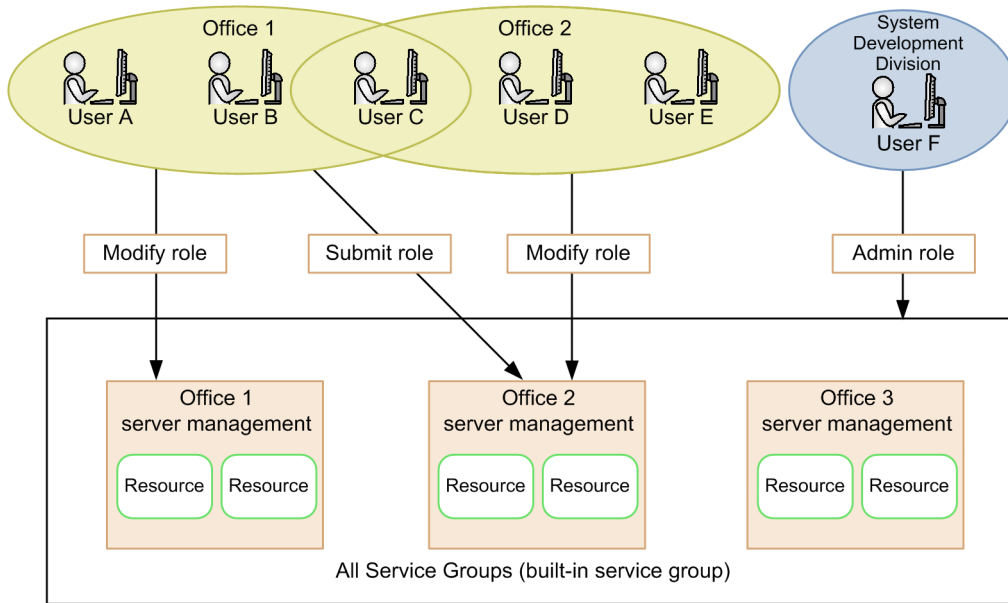 Office 1
Office 2
System
Development
Division
User A
User B
User C
User D
User E
User F
Modify role
Submit role
Modify role
Admin role
Office 1
server management
Resource
Resource
Office 2
server management
Resource
Resource
Office 3
server management
Resource
Resource
All Service Groups (built-in service group)